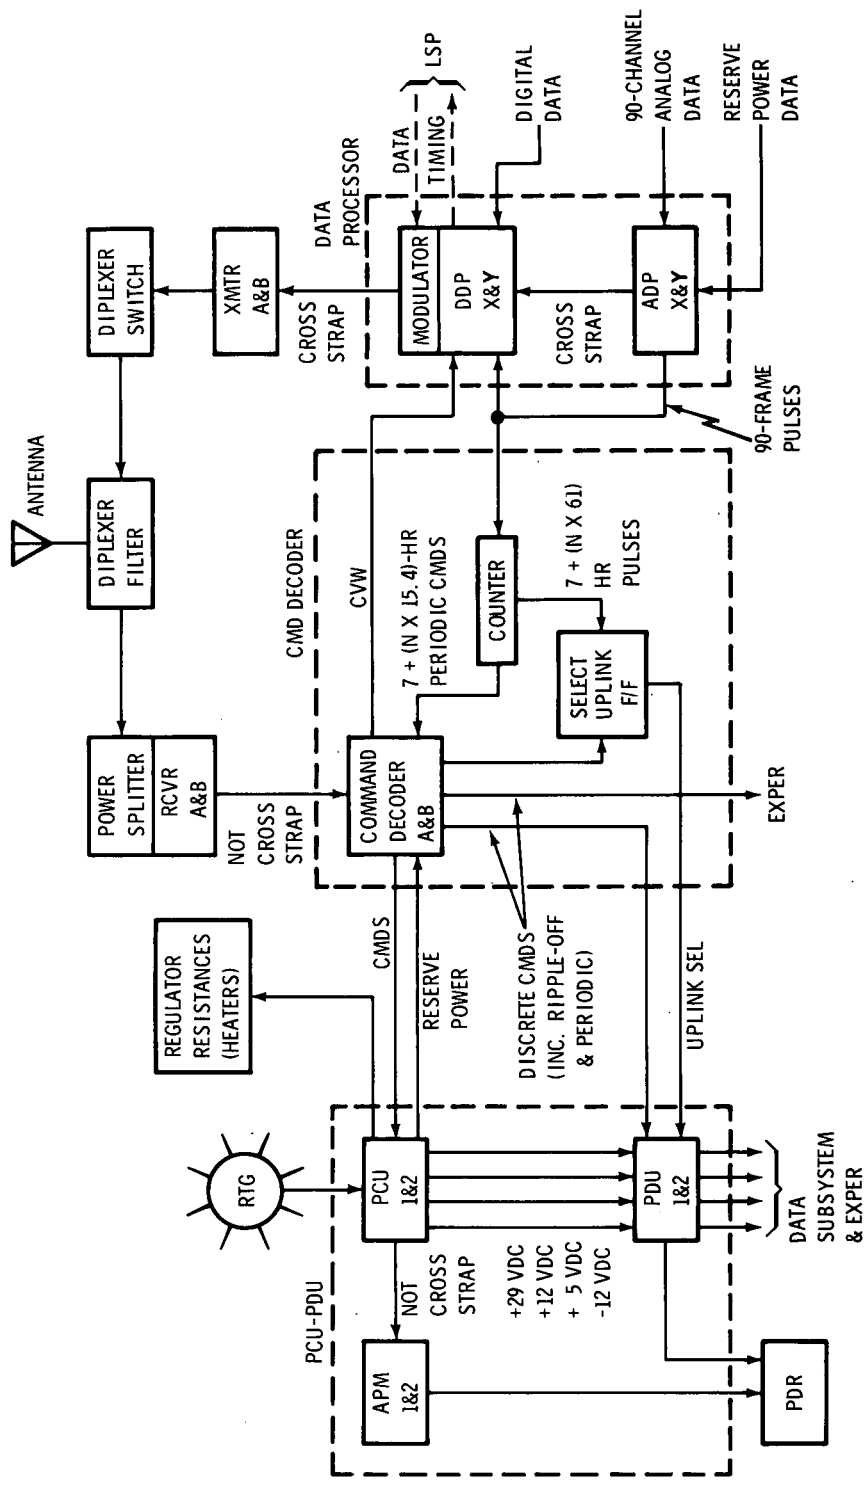 ANTENNA
DIPLEXER
FILTER
DIPLEXER
SWITCH
XMTR
A&B
CROSS
STRAP
POWER
SPLITTER
RCVR
A&B
NOT
CROSS
STRAP
REGULATOR
RESISTANCES
(HEATERS)
RTG
PCU-PDU
PCU
1&2
APM
1&2
NOT
CROSS
STRAP
+29 VDC
+12 VDC
+ 5 VDC
-12 VDC
PDU
1&2
PDR
DATA
SUBSYSTEM
& EXPER
CMDS
RESERVE
POWER
DISCRETE CMDS
(INC. RIPPLE-OFF
& PERIODIC)
UPLINK SEL
CMD DECODER
COMMAND
DECODER
A&B
CVW
7 + (N X 15.4)-HR
PERIODIC CMDS
COUNTER
7 + (N X 61)
HR
PULSES
SELECT
UPLINK
F/F
EXPER
DATA
PROCESSOR
MODULATOR
DDP
X&Y
CROSS
STRAP
ADP
X&Y
90-FRAME
PULSES
DATA
TIMING
LSP
DIGITAL
DATA
90-CHANNEL
ANALOG
DATA
RESERVE
POWER
DATA